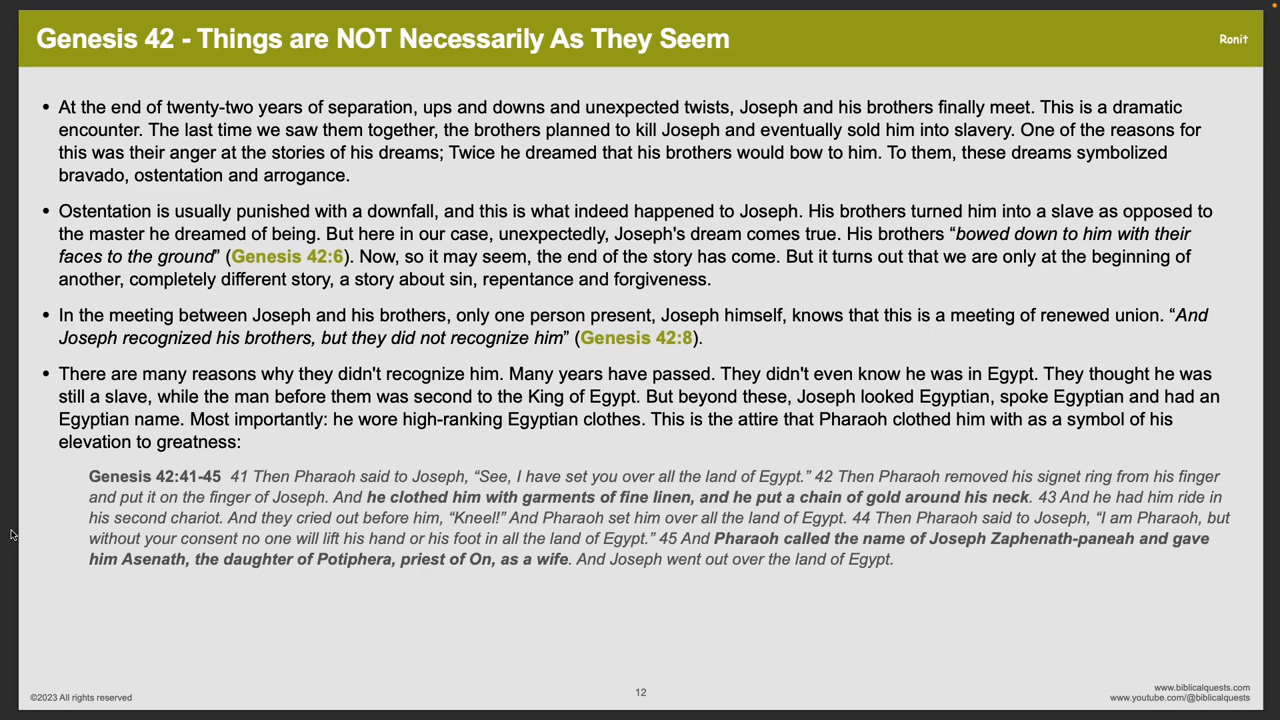 Genesis 42 - Things are NOT Necessarily As They Seem
Ronit
• At the end of twenty-two years of separation, ups and downs and unexpected twists, Joseph and his brothers finally meet. This is a dramatic
encounter. The last time we saw them together, the brothers planned to kill Joseph and eventually sold him into slavery. One of the reasons for
this was their anger at the stories of his dreams; Twice he dreamed that his brothers would bow to him. To them, these dreams symbolized
bravado, ostentation and arrogance.
• Ostentation is usually punished with a downfall, and this is what indeed happened to Joseph. His brothers turned him into a slave as opposed to
the master he dreamed of being. But here in our case, unexpectedly, Joseph's dream comes true. His brothers “bowed down to him with their
faces to the ground” (Genesis 42:6). Now, so it may seem, the end of the story has come. But it turns out that we are only at the beginning of
another, completely different story, a story about sin, repentance and forgiveness.
• In the meeting between Joseph and his brothers, only one person present, Joseph himself, knows that this is a meeting of renewed union. “And
Joseph recognized his brothers, but they did not recognize him” (Genesis 42:8).
• There are many reasons why they didn't recognize him. Many years have passed. They didn't even know he was in Egypt. They thought he was
still a slave, while the man before them was second to the King of Egypt. But beyond these, Joseph looked Egyptian, spoke Egyptian and had an
Egyptian name. Most importantly: he wore high-ranking Egyptian clothes. This is the attire that Pharaoh clothed him with as a symbol of his
elevation to greatness:
Genesis 42:41-45 41 Then Pharaoh said to Joseph, “See, I have set you over all the land of Egypt.” 42 Then Pharaoh removed his signet ring from his finger
and put it on the finger of Joseph. And he clothed him with garments of fine linen, and he put a chain of gold around his neck. 43 And he had him ride in
his second chariot. And they cried out before him, “Kneel!” And Pharaoh set him over all the land of Egypt. 44 Then Pharaoh said to Joseph, “I am Pharaoh, but
without your consent no one will lift his hand or his foot in all the land of Egypt.” 45 And Pharaoh called the name of Joseph Zaphenath-paneah and gave
him Asenath, the daughter of Potiphera, priest of On, as a wife. And Joseph went out over the land of Egypt.
©2023 All rights reserved
12
www.biblicalquests.com
www.youtube.com/@biblicalquests